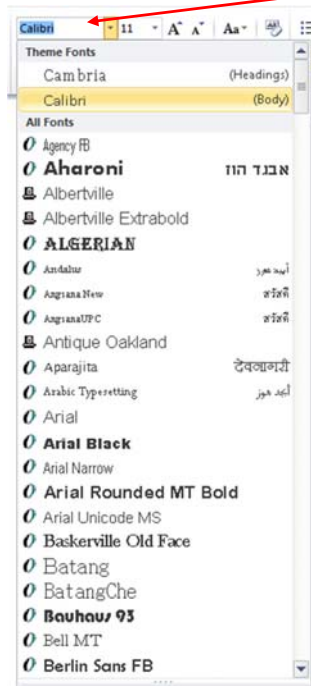 Calibri 11 A A Aa
Theme Fonts
Cambria (Headings)
Calibri (Body)
All Fonts
Agency FB
Aharoni אבגד הוז
Albertville
Albertville Extrabold
ALGERIAN
Andalus أبجد هوز
Angsana New สวัสดี
AngsanaUPC สวัสดี
Antique Oakland
Aparajita देवनागरी
Arabic Typesetting أبجد هوز
Arial
Arial Black
Arial Narrow
Arial Rounded MT Bold
Arial Unicode MS
Baskerville Old Face
Batang
BatangChe
Bauhaus 93
Bell MT
Berlin Sans FB